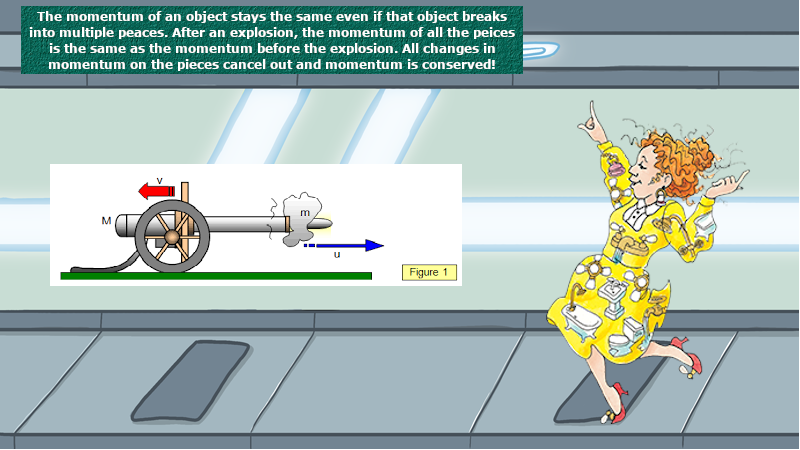 The momentum of an object stays the same even if that object breaks
into multiple peaces. After an explosion, the momentum of all the peices
is the same as the momentum before the explosion. All changes in
momentum on the pieces cancel out and momentum is conserved!
v
M
m
u
Figure 1